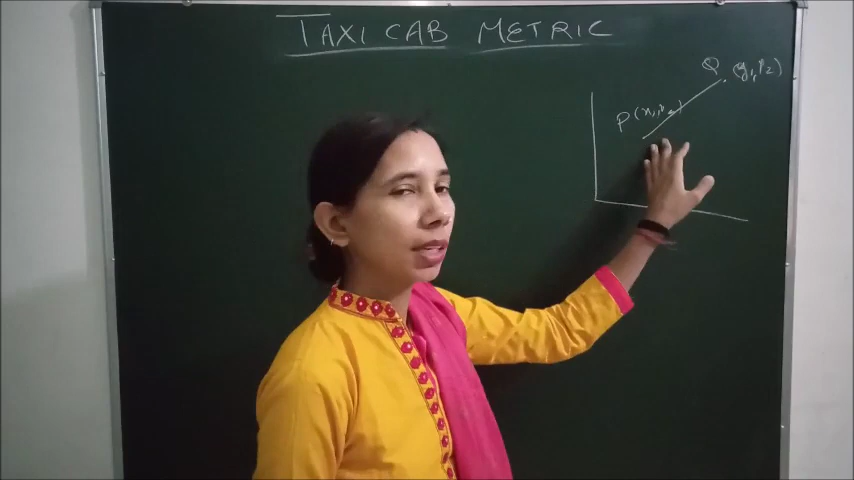 TAXI CAB METRIC
Q (y₁, y₂)
P (x₁, x₂)